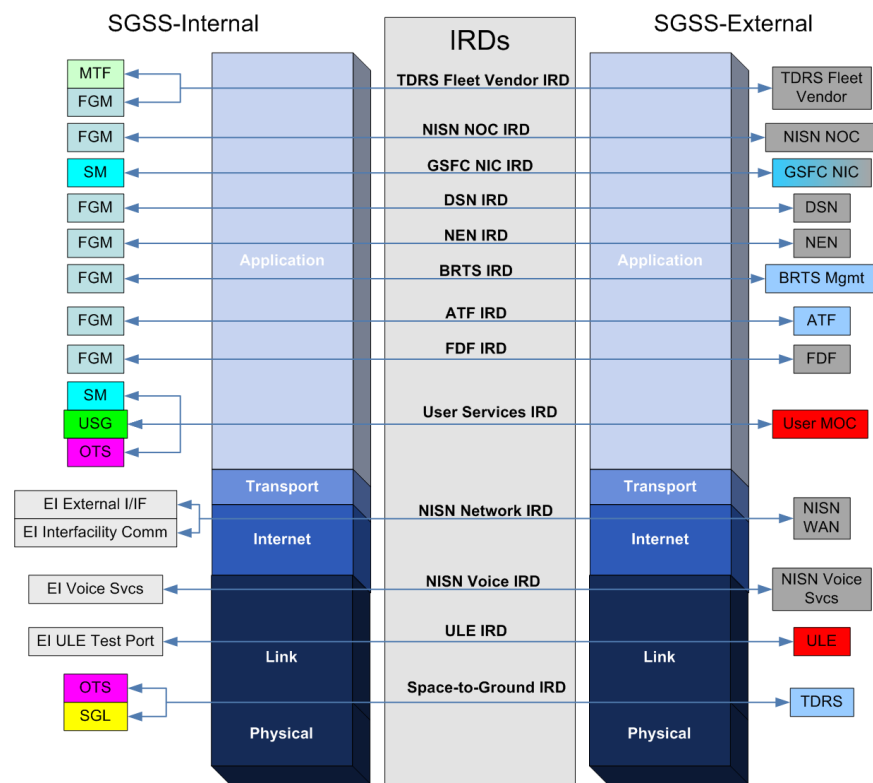 SGSS-Internal
IRDs
SGSS-External
MTF
FGM
TDRS Fleet Vendor IRD
TDRS Fleet
Vendor
FGM
NISN NOC IRD
NISN NOC
SM
GSFC NIC IRD
GSFC NIC
FGM
DSN IRD
DSN
FGM
NEN IRD
NEN
Application
Application
FGM
BRTS IRD
BRTS Mgmt
FGM
ATF IRD
ATF
FGM
FDF IRD
FDF
SM
USG
OTS
User Services IRD
User MOC
Transport
Transport
EI External I/IF
EI Interfacility Comm
NISN Network IRD
NISN
WAN
Internet
Internet
EI Voice Svcs
NISN Voice IRD
NISN Voice
Svcs
EI ULE Test Port
ULE IRD
ULE
Link
Link
OTS
SGL
Space-to-Ground IRD
TDRS
Physical
Physical